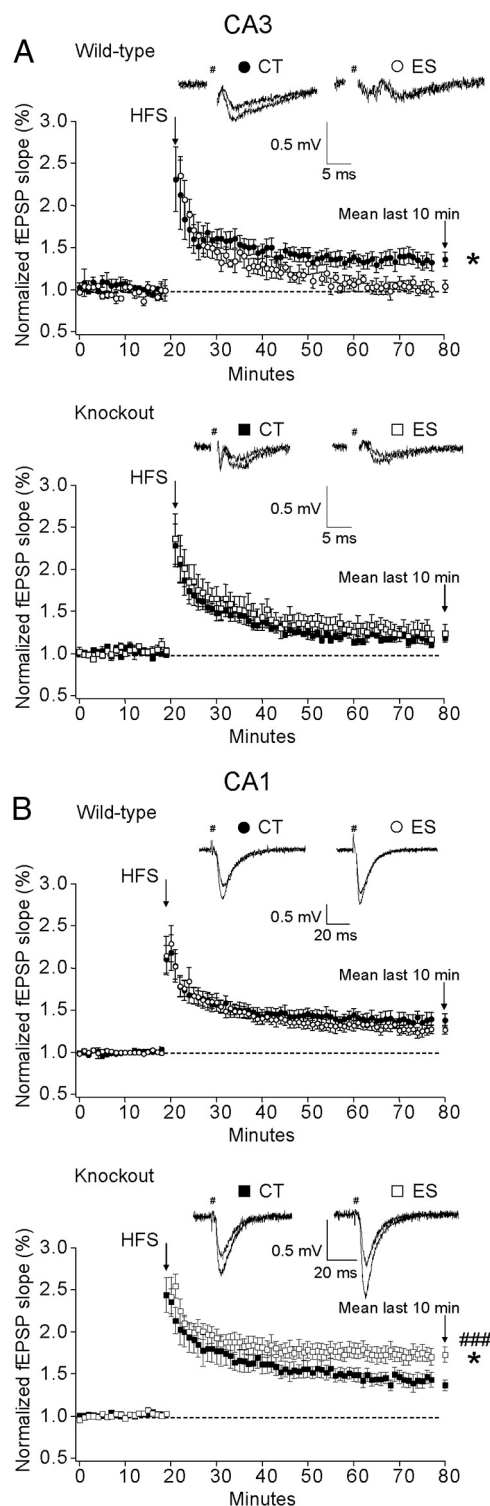 CA3
A
Wild-type
# ● CT # ○ ES
HFS
0.5 mV
5 ms
Mean last 10 min
*
Normalized fEPSP slope (%)
3.0
2.5
2.0
1.5
1.0
0.5
0 10 20 30 40 50 60 70 80
Minutes
Knockout
# ■ CT # □ ES
HFS
0.5 mV
5 ms
Mean last 10 min
Normalized fEPSP slope (%)
3.0
2.5
2.0
1.5
1.0
0.5
0 10 20 30 40 50 60 70 80
Minutes
CA1
B
Wild-type
# ● CT # ○ ES
HFS
0.5 mV
20 ms
Mean last 10 min
Normalized fEPSP slope (%)
3.0
2.5
2.0
1.5
1.0
0.5
0 10 20 30 40 50 60 70 80
Minutes
Knockout
# ■ CT # □ ES
HFS
0.5 mV
20 ms
Mean last 10 min
###
*
Normalized fEPSP slope (%)
3.0
2.5
2.0
1.5
1.0
0.5
0 10 20 30 40 50 60 70 80
Minutes